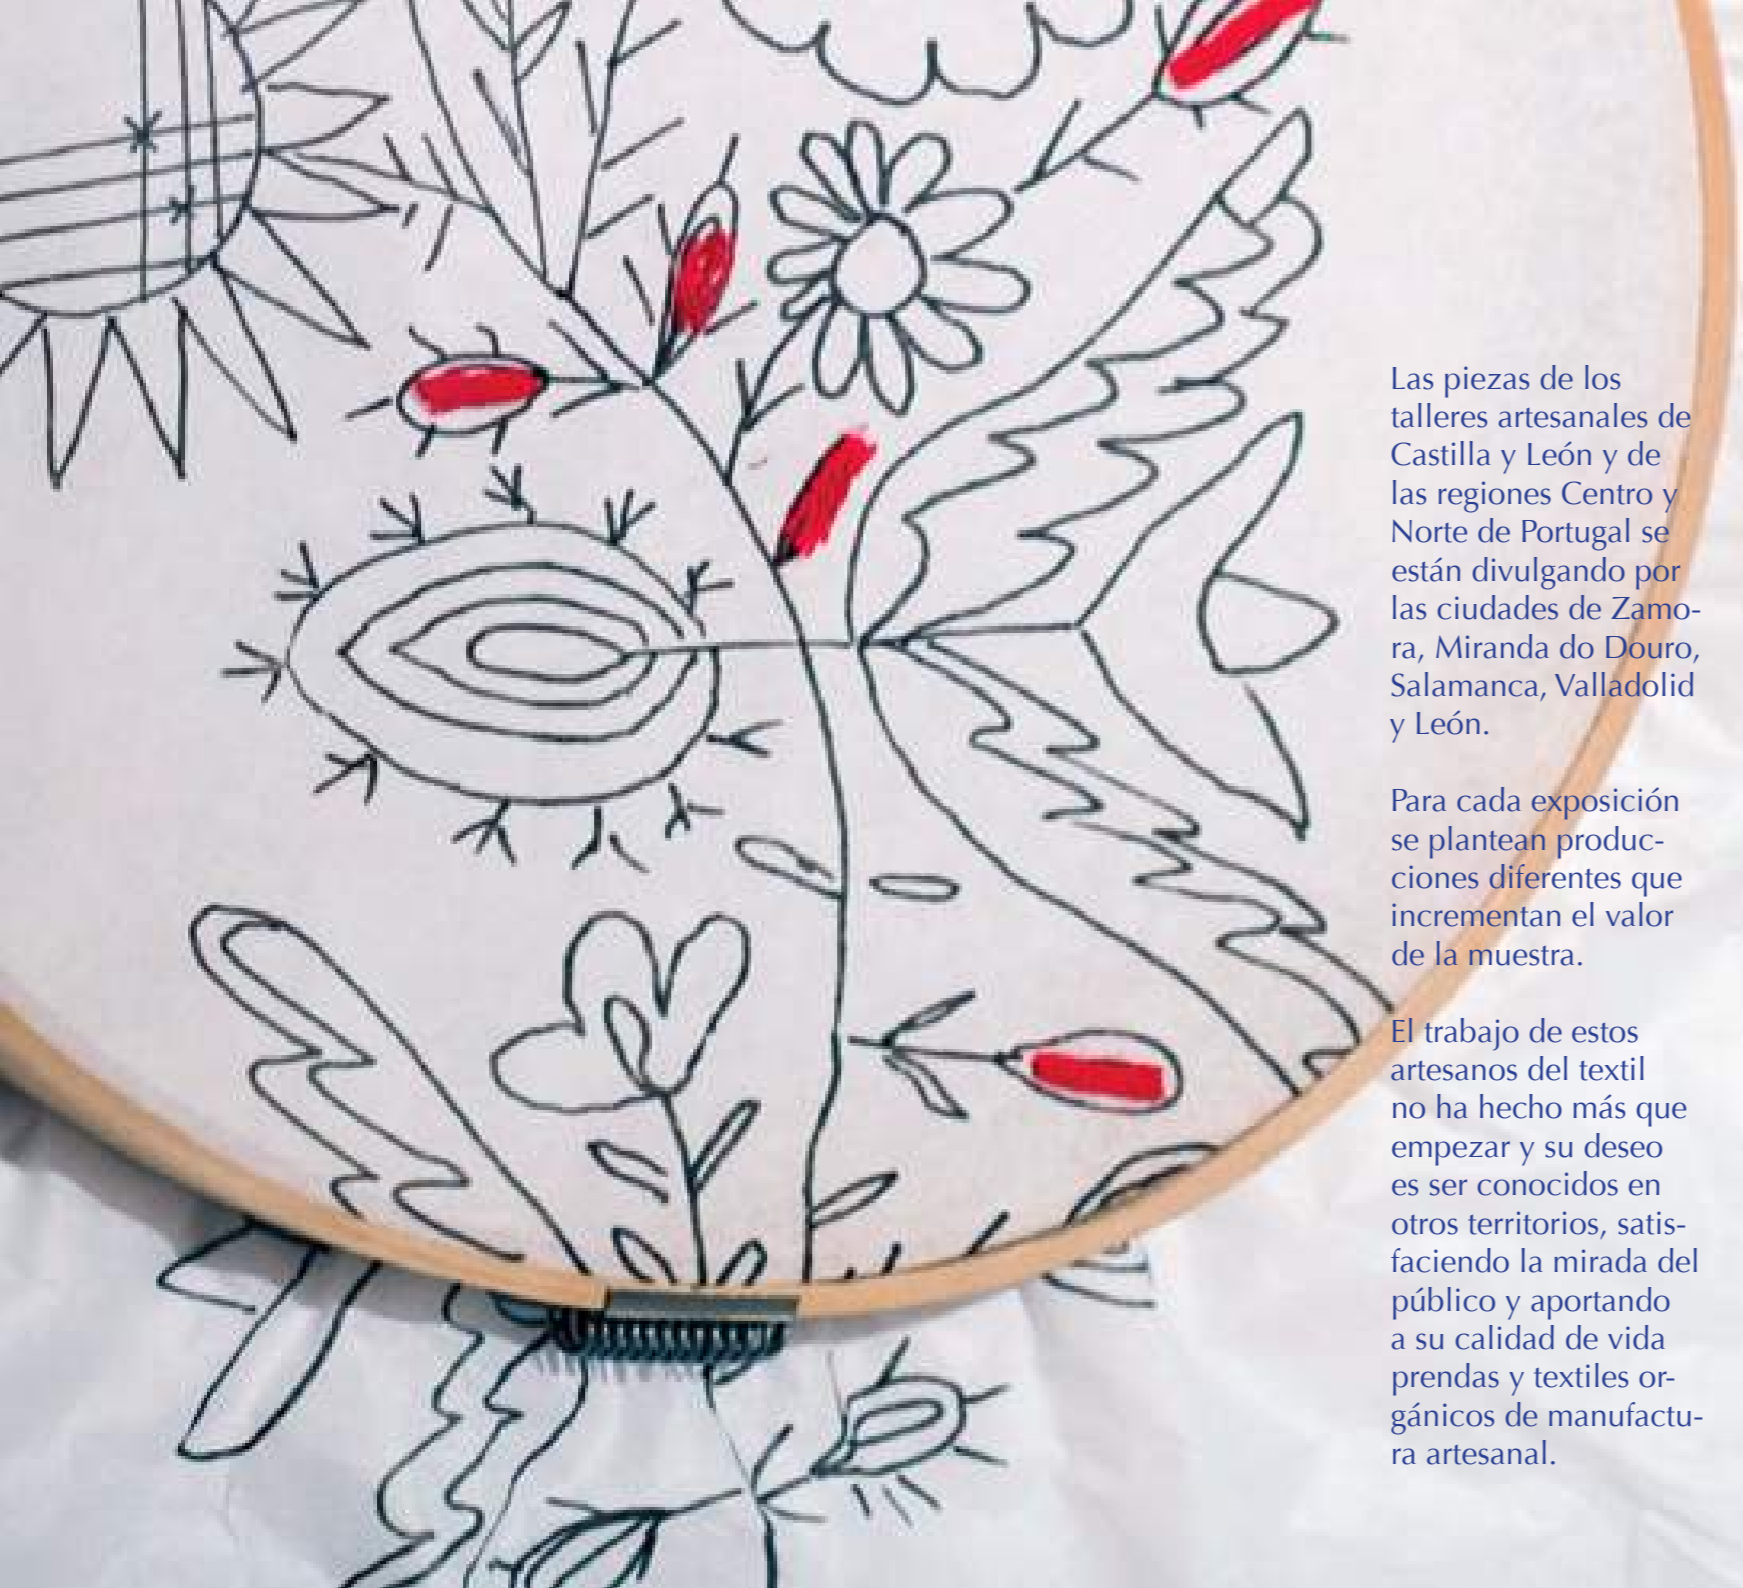 Las piezas de los
talleres artesanales de
Castilla y León y de
las regiones Centro y
Norte de Portugal se
están divulgando por
las ciudades de Zamo-
ra, Miranda do Douro,
Salamanca, Valladolid
y León.
Para cada exposición
se plantean produc-
ciones diferentes que
incrementan el valor
de la muestra.
El trabajo de estos
artesanos del textil
no ha hecho más que
empezar y su deseo
es ser conocidos en
otros territorios, satis-
faciendo la mirada del
público y aportando
a su calidad de vida
prendas y textiles or-
gánicos de manufactu-
ra artesanal.